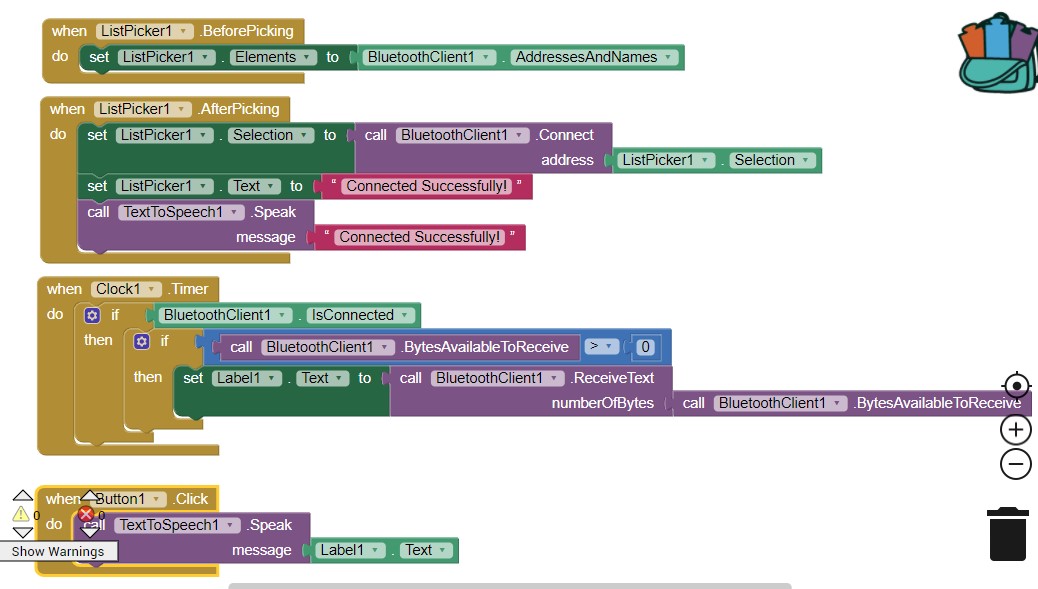 when ListPicker1 .BeforePicking
do set ListPicker1 . Elements to BluetoothClient1 . AddressesAndNames
when ListPicker1 .AfterPicking
do set ListPicker1 . Selection to call BluetoothClient1 .Connect
address ListPicker1 . Selection
set ListPicker1 . Text to “ Connected Successfully! ”
call TextToSpeech1 .Speak
message “ Connected Successfully! ”
when Clock1 .Timer
do if BluetoothClient1 . IsConnected
then if call BluetoothClient1 .BytesAvailableToReceive > 0
then set Label1 . Text to call BluetoothClient1 .ReceiveText
numberOfBytes call BluetoothClient1 .BytesAvailableToReceive
when Button1 .Click
0 0
do call TextToSpeech1 .Speak
message Label1 . Text
Show Warnings